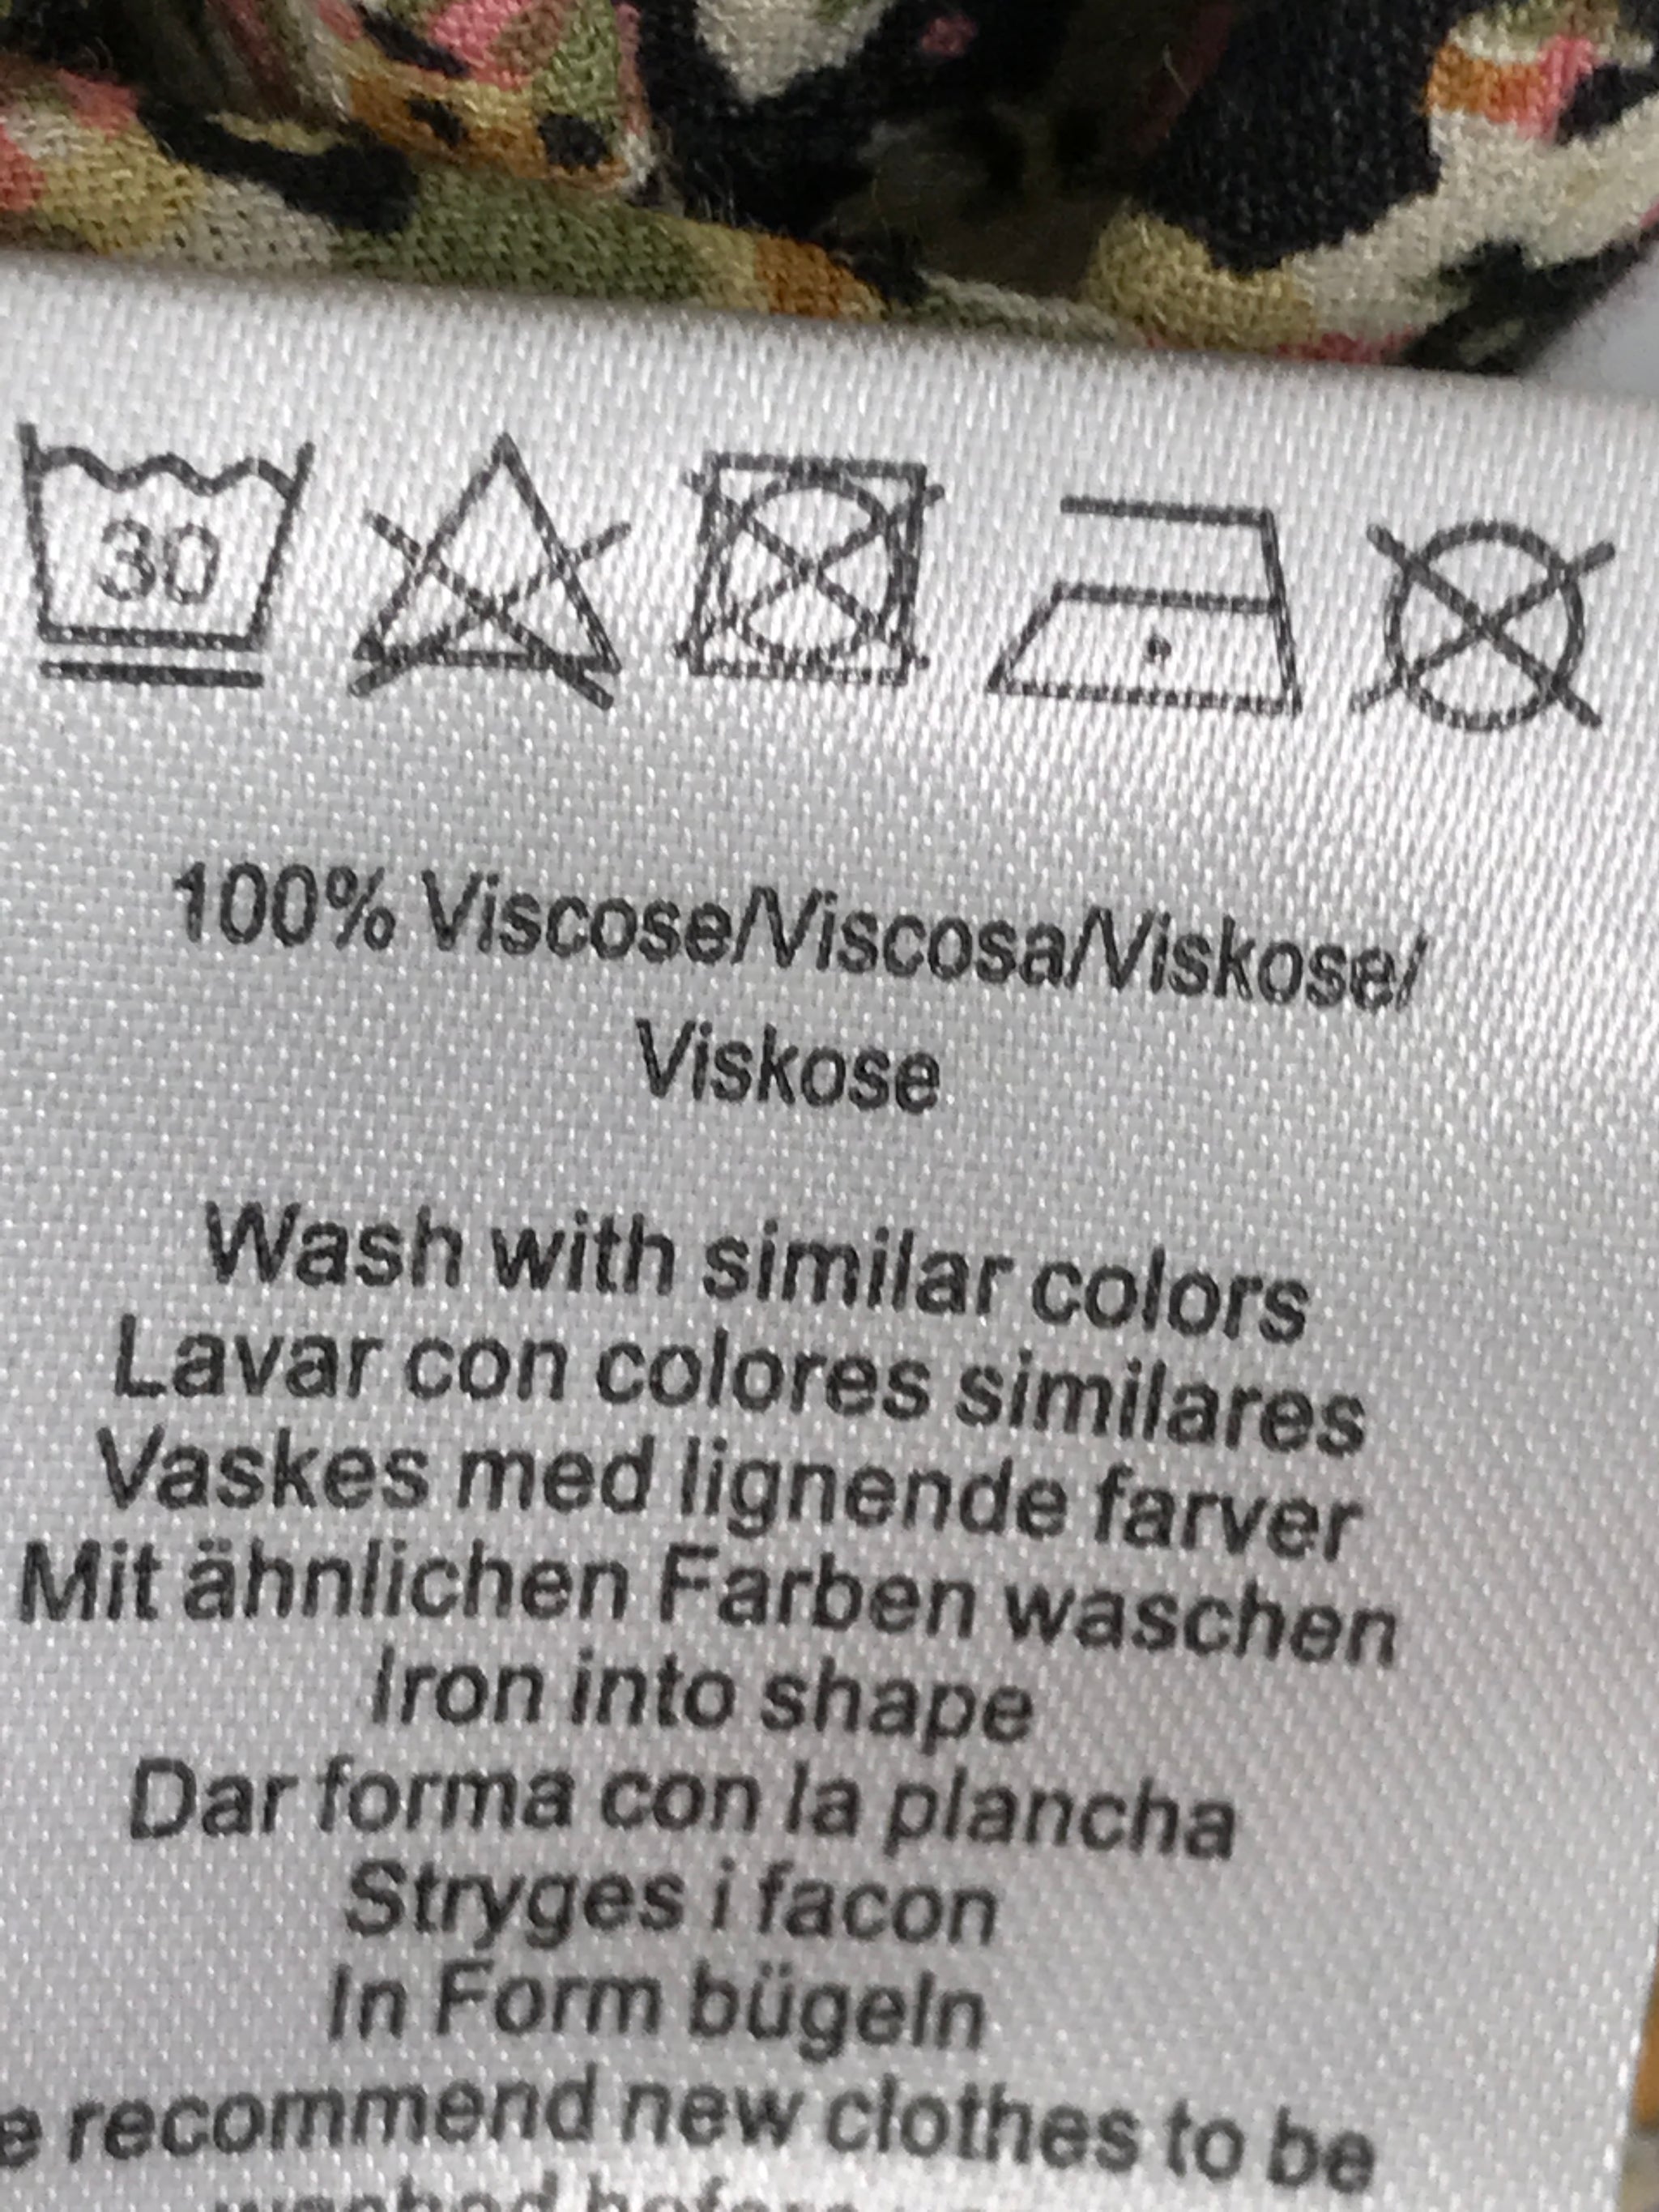 30
100% Viscose/Viscosa/Viskose/
Viskose
Wash with similar colors
Lavar con colores similares
Vaskes med lignende farver
Mit ähnlichen Farben waschen
Iron into shape
Dar forma con la plancha
Stryges i facon
In Form bügeln
e recommend new clothes to be
washed before